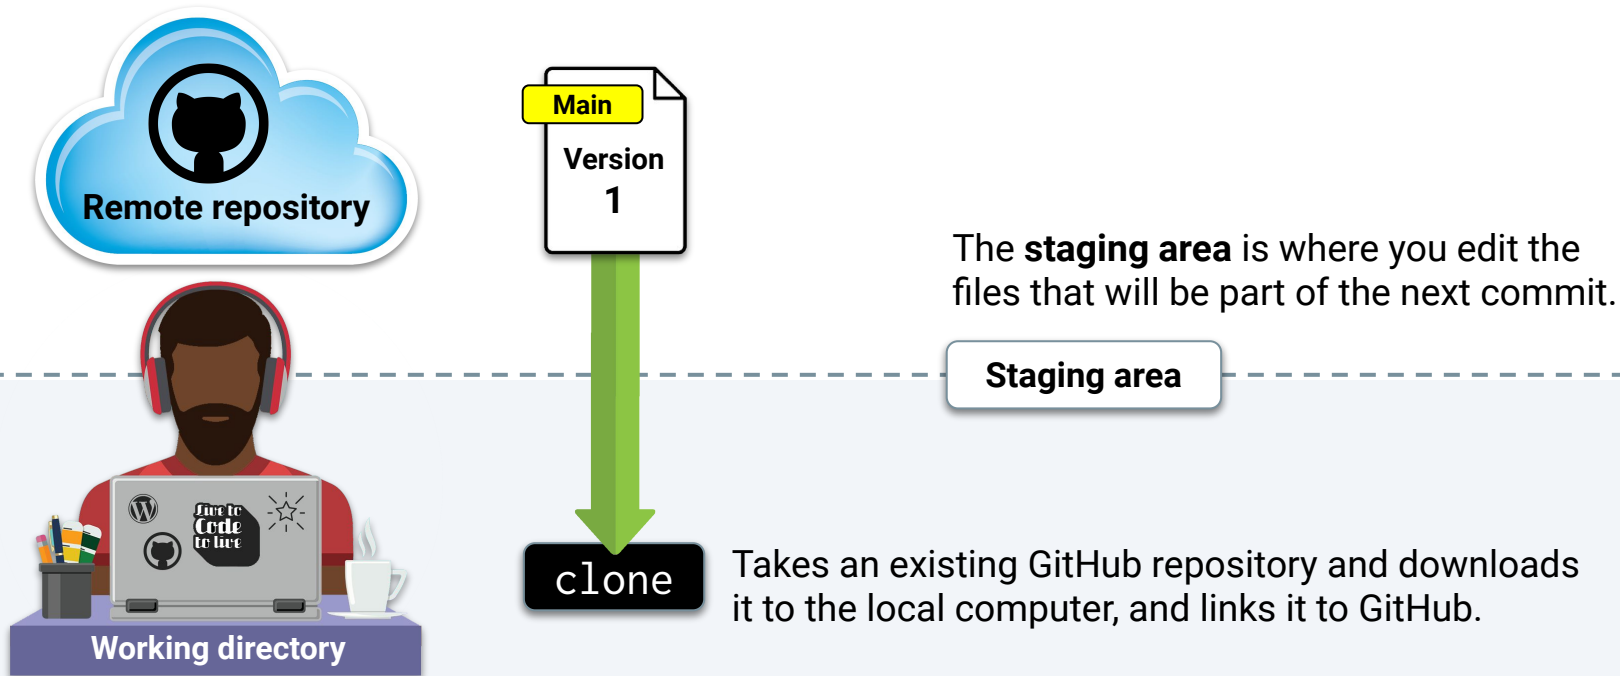 Remote repository
Main
Version
1
The staging area is where you edit the
files that will be part of the next commit.
Staging area
Live to
Code
to live
clone
Takes an existing GitHub repository and downloads
it to the local computer, and links it to GitHub.
Working directory